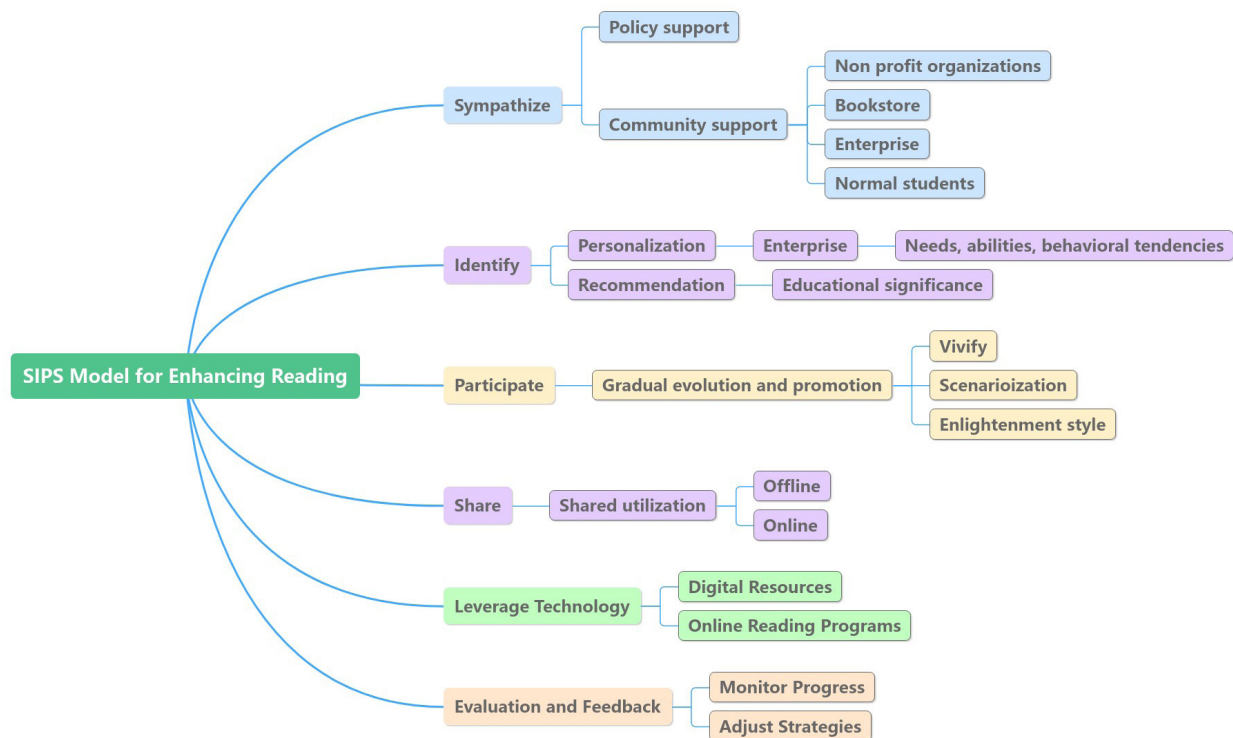 SIPS Model for Enhancing Reading
Sympathize
Policy support
Community support
Non profit organizations
Bookstore
Enterprise
Normal students
Identify
Personalization
Enterprise
Needs, abilities, behavioral tendencies
Recommendation
Educational significance
Participate
Gradual evolution and promotion
Vivify
Scenarioization
Enlightenment style
Share
Shared utilization
Offline
Online
Leverage Technology
Digital Resources
Online Reading Programs
Evaluation and Feedback
Monitor Progress
Adjust Strategies